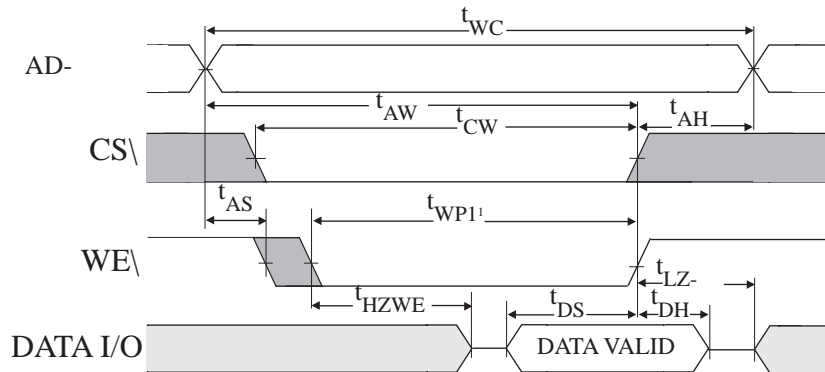 tWC
AD-
tAW
tCW
tAH
CS\
tAS
tWP1¹
WE\
tLZ-
tHZWE
tDS
tDH
DATA I/O
DATA VALID